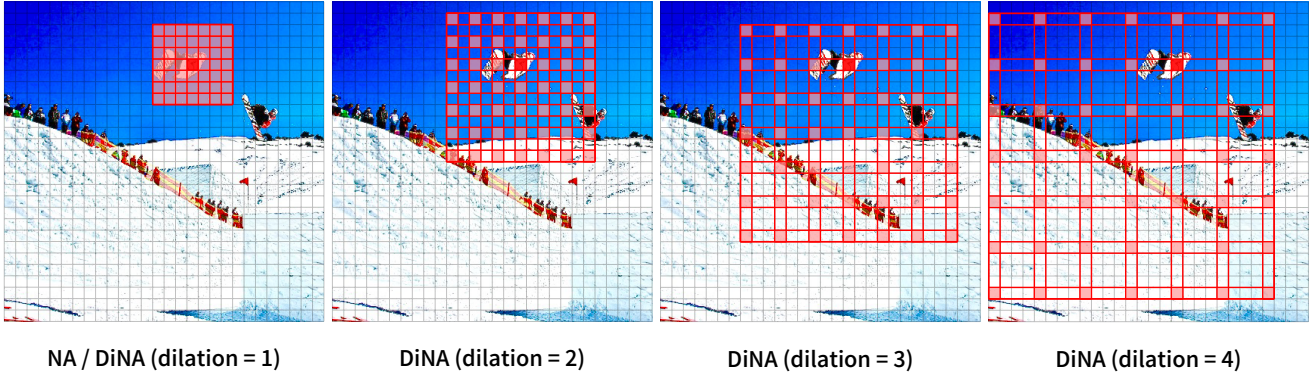 NA / DiNA (dilation = 1)
DiNA (dilation = 2)
DiNA (dilation = 3)
DiNA (dilation = 4)